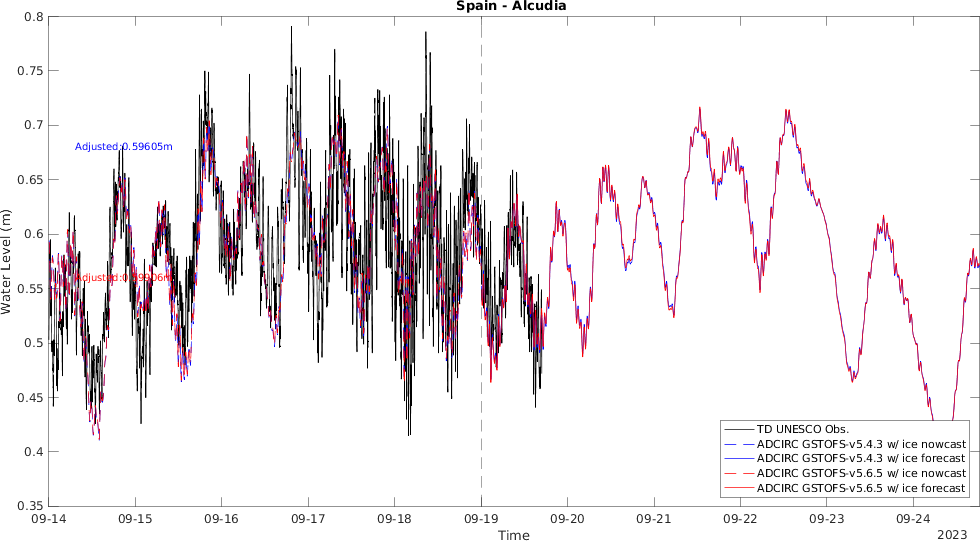 Spain - Alcudia
Water Level (m)
0.8
0.75
0.7
0.65
0.6
0.55
0.5
0.45
0.4
0.35
Adjusted:0.59605m
TD UNESCO Obs.
ADCIRC GSTOFS-v5.4.3 w/ ice nowcast
ADCIRC GSTOFS-v5.4.3 w/ ice forecast
ADCIRC GSTOFS-v5.6.5 w/ ice nowcast
ADCIRC GSTOFS-v5.6.5 w/ ice forecast
09-14 09-15 09-16 09-17 09-18 09-19 09-20 09-21 09-22 09-23 09-24
Time
2023